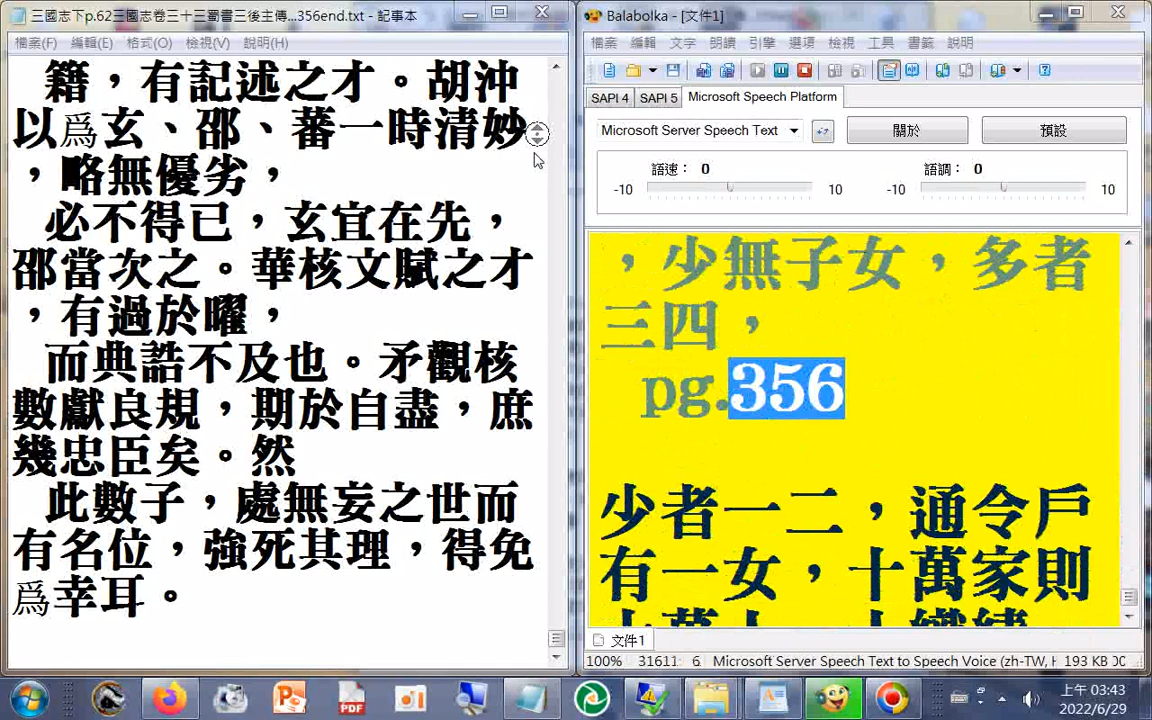 三國志下p.62三國志卷三十三蜀書三後主傳...356end.txt - 記事本
檔案(F) 編輯(E) 格式(O) 檢視(V) 說明(H)
籍，有記述之才。胡沖
以爲玄、邵、蕃一時清妙
，略無優劣，
必不得已，玄宜在先，
邵當次之。華核文賦之才
，有過於曜，
而典誥不及也。矛觀核
數獻良規，期於自盡，庶
幾忠臣矣。然
此數子，處無妄之世而
有名位，強死其理，得免
爲幸耳。
Balabolka - [文件1]
檔案 編輯 文字 朗讀 引擎 選項 檢視 工具 書籤 說明
SAPI 4 SAPI 5 Microsoft Speech Platform
Microsoft Server Speech Text 關於 預設
語速： 0 語調： 0
-10 10 -10 10
，少無子女，多者
三四，
pg.356
少者一二，通令戶
有一女，十萬家則
文件1
100% 31611: 6 Microsoft Server Speech Text to Speech Voice (zh-TW, H 193 KB
上午 03:43
2022/6/29